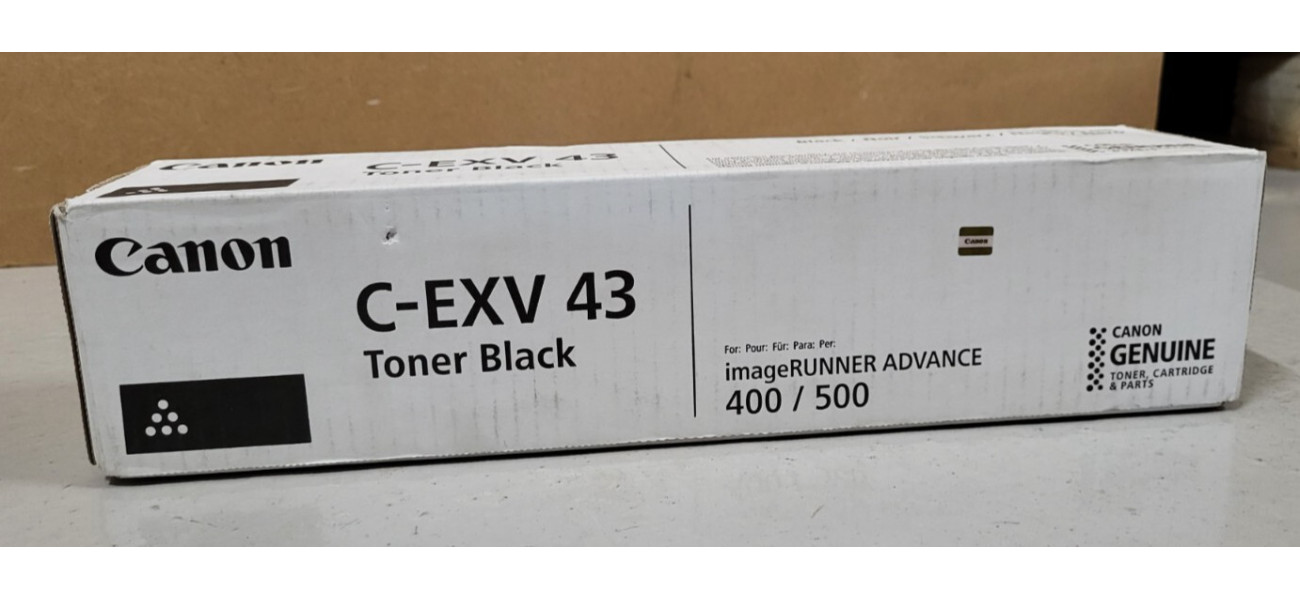 Canon
C-EXV 43
Toner Black
Canon
C-EXV 43
Toner Black
Canon
For: Pour: Für: Para: Per:
imageRUNNER ADVANCE
400 / 500
CANON
GENUINE
TONER, CARTRIDGE
& PARTS